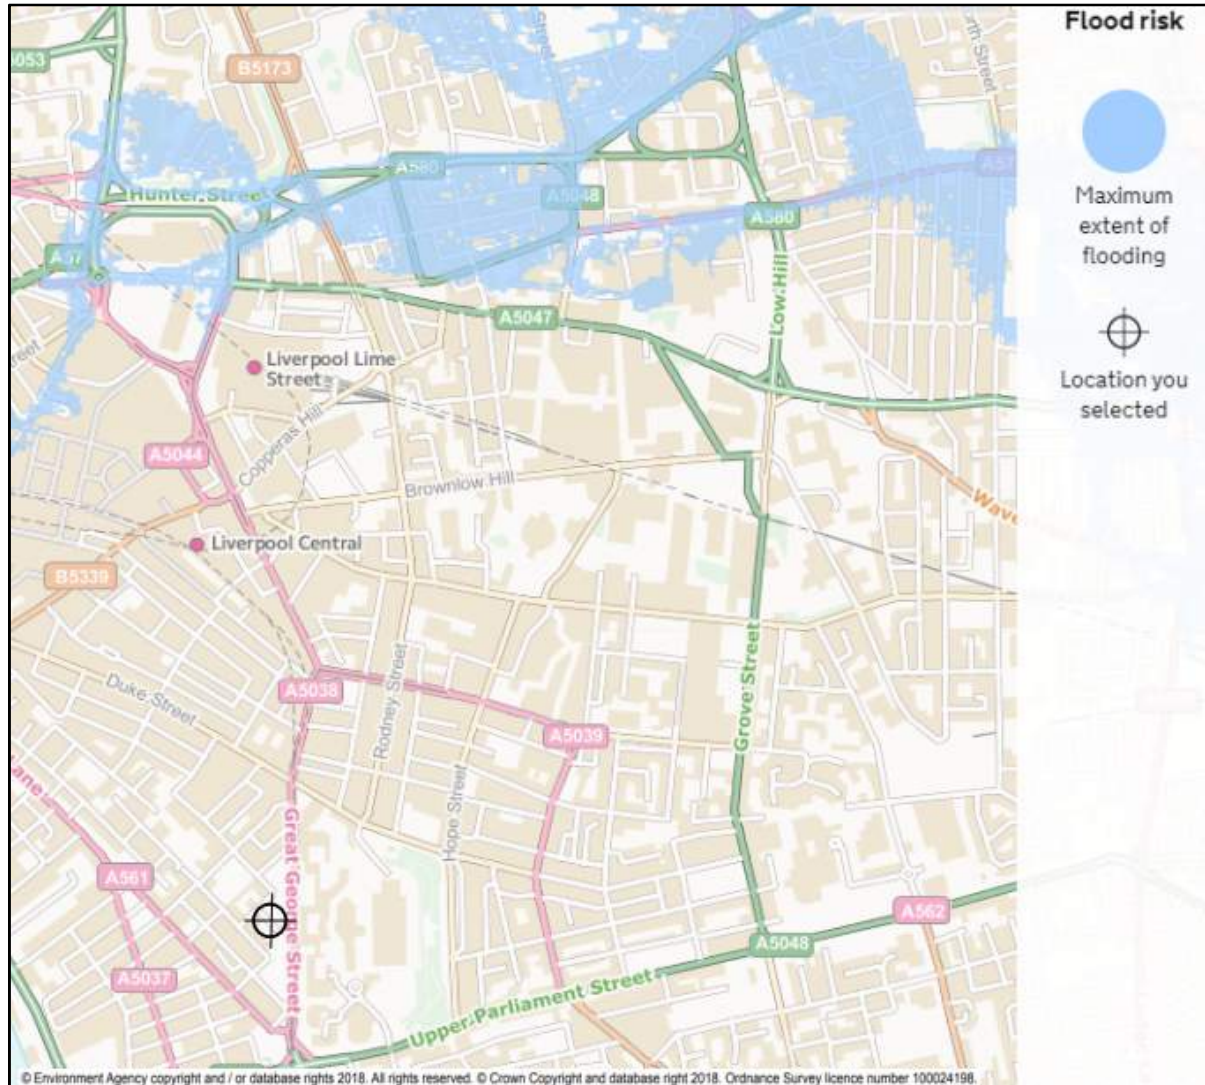 Flood risk
Maximum
extent of
flooding
Location you
selected
B5173
A580
Hunter Street
A5048
A580
A5047
Low Hill
Liverpool Lime
Street
Copperas Hill
A5044
Brownlow Hill
Liverpool Central
B5339
Duke Street
A5038
Rodney Street
A5039
Grove Street
Hope Street
Great George Street
A561
A562
A5048
A5037
Upper Parliament Street
© Environment Agency copyright and / or database rights 2018. All rights reserved. © Crown Copyright and database right 2018. Ordnance Survey licence number 100024198.